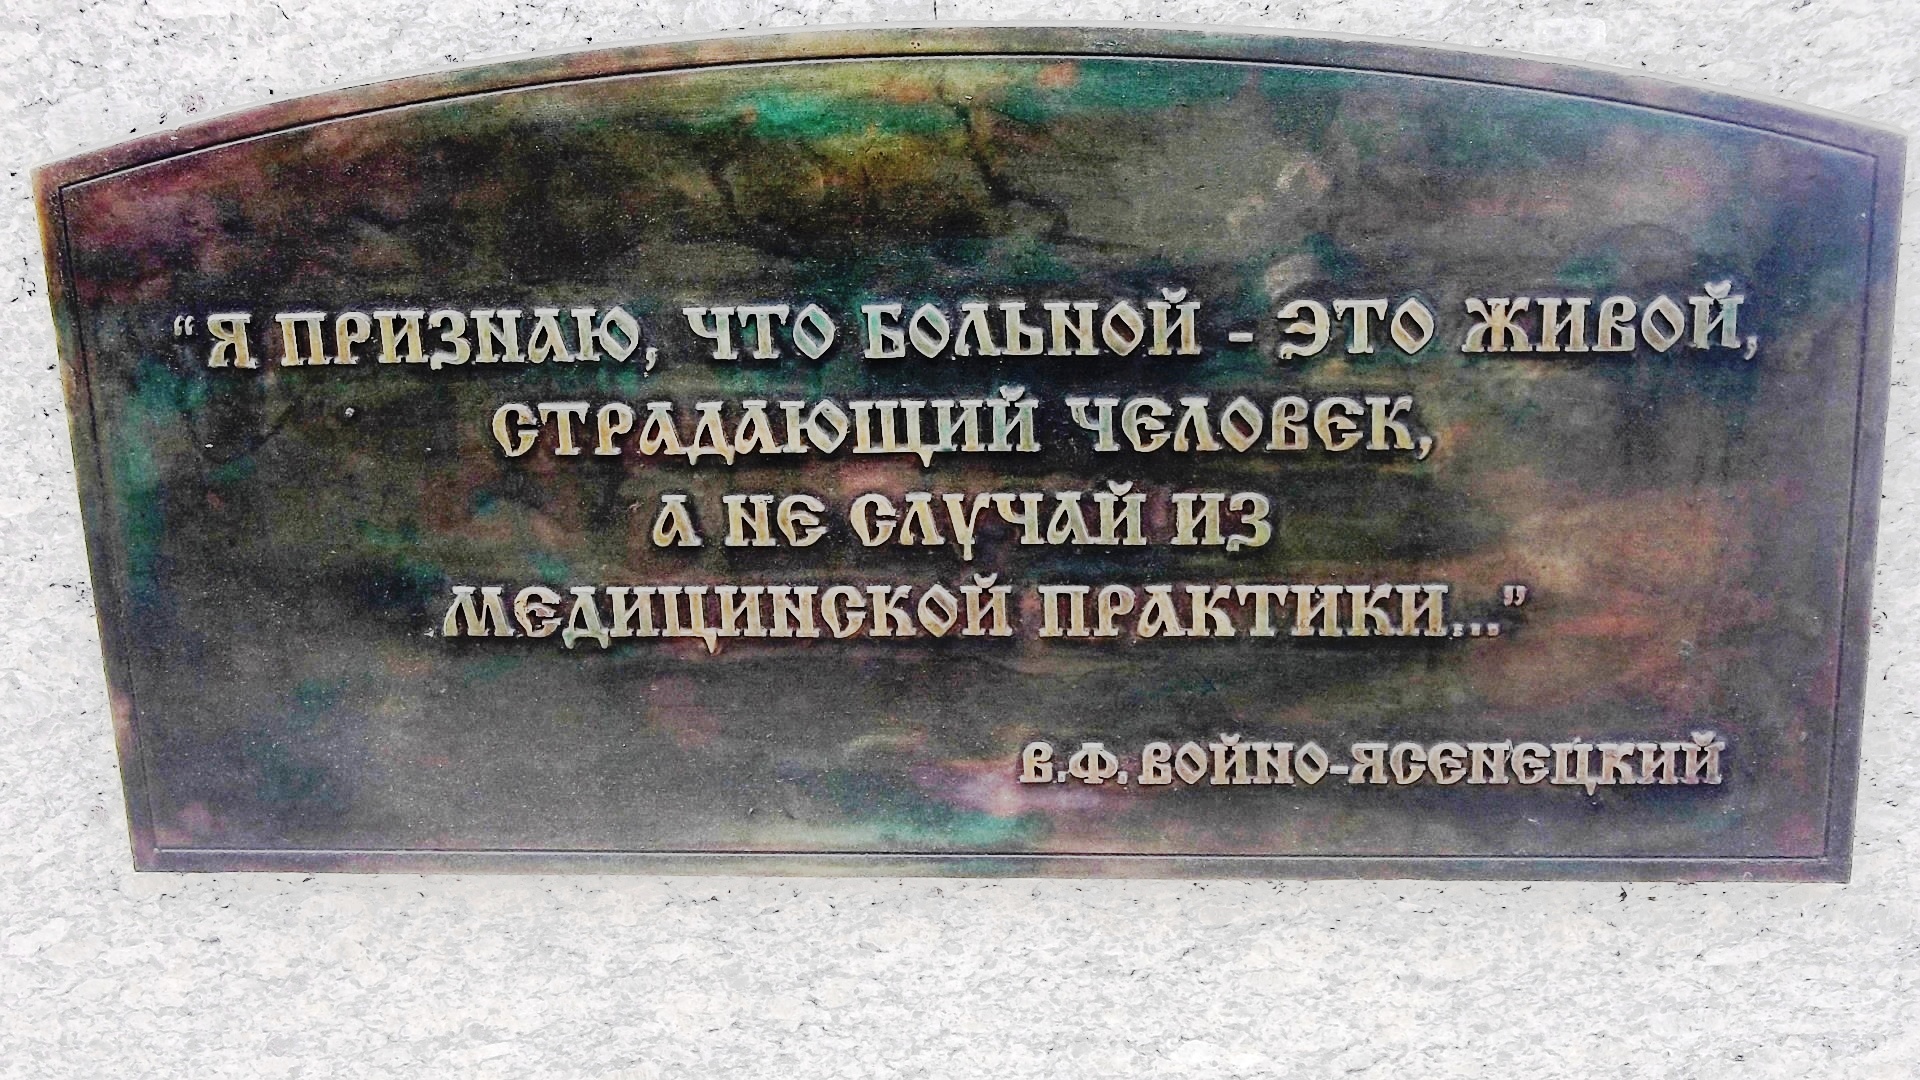 “Я ПРИЗНАЮ, ЧТО БОЛЬНОЙ - ЭТО ЖИВОЙ,
СТРАДАЮЩИЙ ЧЕЛОВЕК,
А НЕ СЛУЧАЙ ИЗ
МЕДИЦИНСКОЙ ПРАКТИКИ...”
В.Ф. ВОЙНО-ЯСЕНЕЦКИЙ